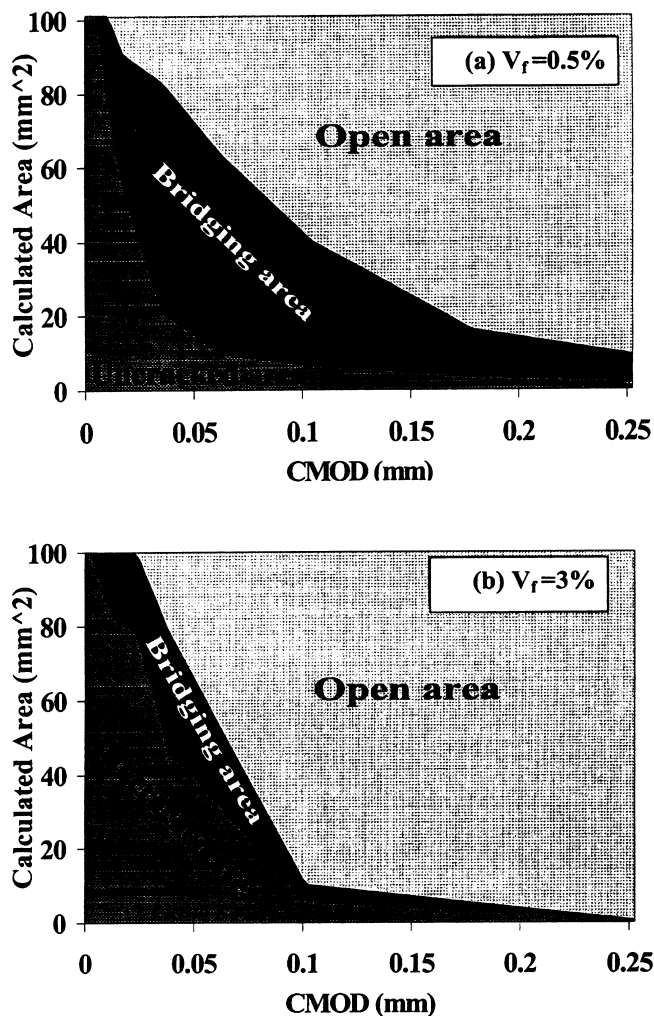 (a) Vf=0.5%
Open area
Bridging area
Calculated Area (mm^2)
100
80
60
40
20
0
0 0.05 0.1 0.15 0.2 0.25
CMOD (mm)
(b) Vf=3%
Open area
Bridging area
Calculated Area (mm^2)
100
80
60
40
20
0
0 0.05 0.1 0.15 0.2 0.25
CMOD (mm)